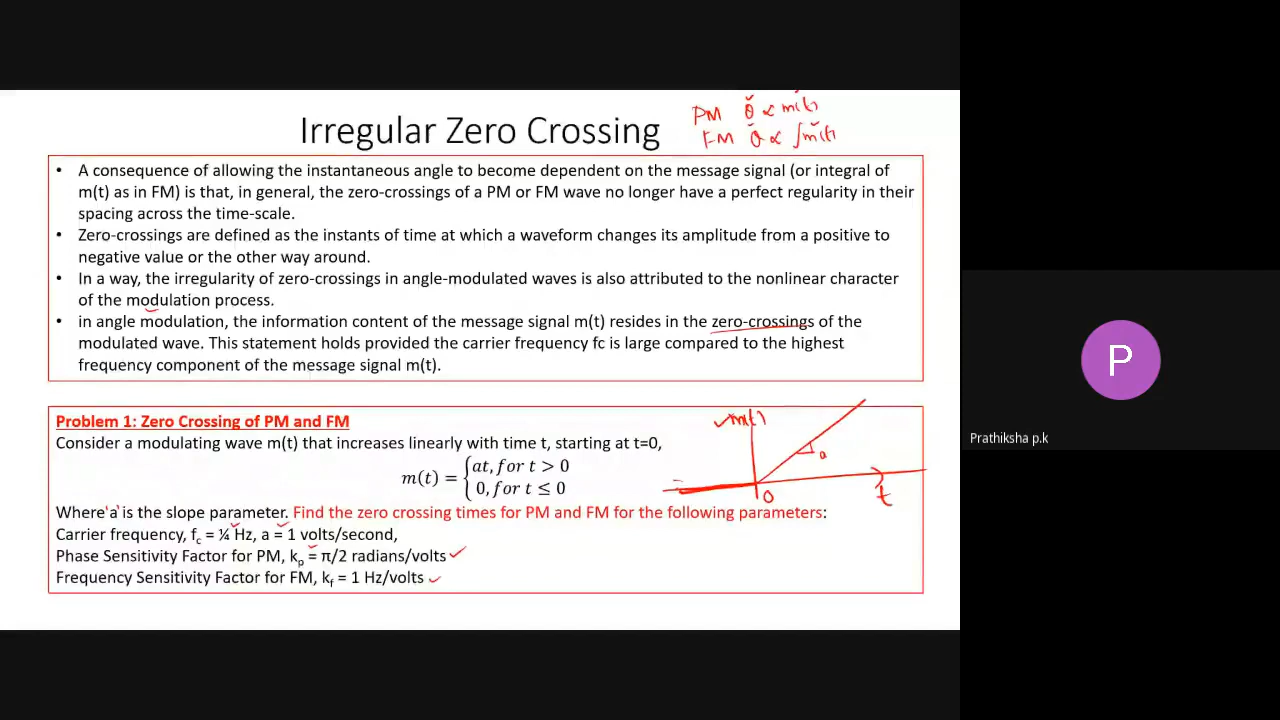 Irregular Zero Crossing
PM θ ∝ m(t)
FM θ ∝ ∫m(t)
• A consequence of allowing the instantaneous angle to become dependent on the message signal (or integral of
m(t) as in FM) is that, in general, the zero-crossings of a PM or FM wave no longer have a perfect regularity in their
spacing across the time-scale.
• Zero-crossings are defined as the instants of time at which a waveform changes its amplitude from a positive to
negative value or the other way around.
• In a way, the irregularity of zero-crossings in angle-modulated waves is also attributed to the nonlinear character
of the modulation process.
• in angle modulation, the information content of the message signal m(t) resides in the zero-crossings of the
modulated wave. This statement holds provided the carrier frequency fc is large compared to the highest
frequency component of the message signal m(t).
Problem 1: Zero Crossing of PM and FM
Consider a modulating wave m(t) that increases linearly with time t, starting at t=0,
m(t) = { at, for t > 0
0, for t ≤ 0
Where 'a' is the slope parameter. Find the zero crossing times for PM and FM for the following parameters:
Carrier frequency, fc = ¼ Hz, a = 1 volts/second,
Phase Sensitivity Factor for PM, kp = π/2 radians/volts
Frequency Sensitivity Factor for FM, kf = 1 Hz/volts
m(t)
a
0
t
P
Prathiksha p.k